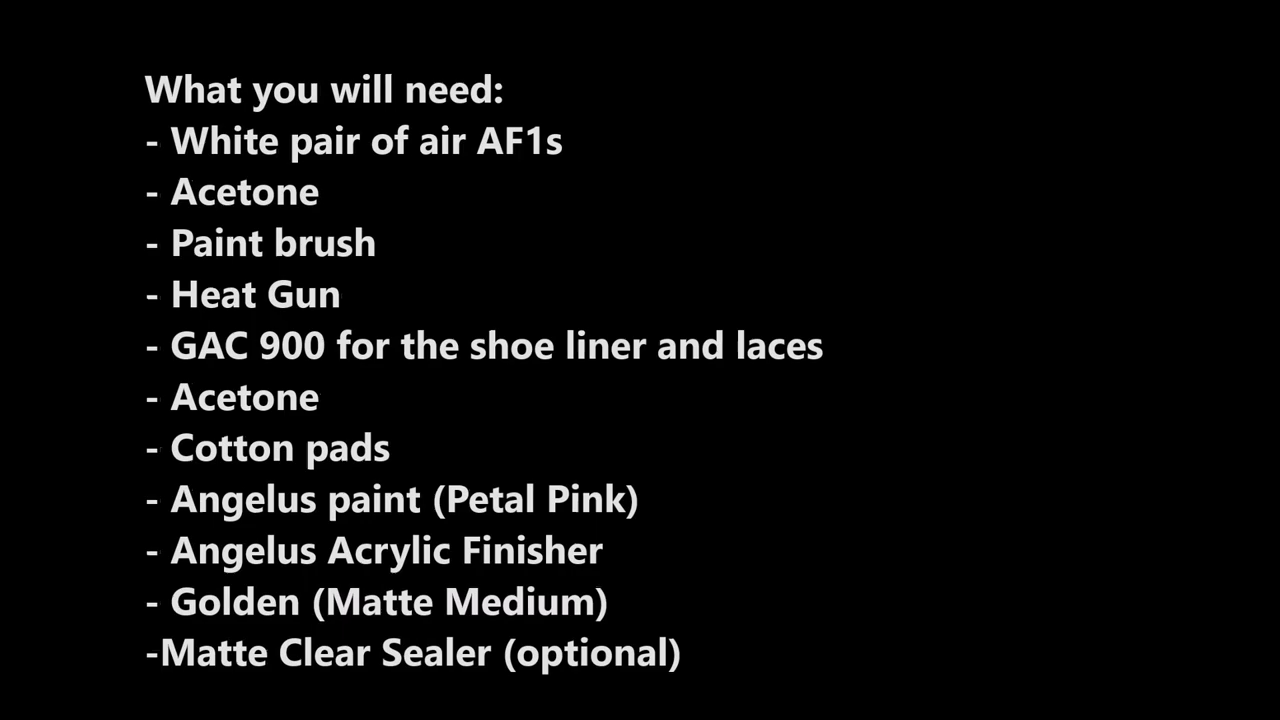 What you will need:
- White pair of air AF1s
- Acetone
- Paint brush
- Heat Gun
- GAC 900 for the shoe liner and laces
- Acetone
- Cotton pads
- Angelus paint (Petal Pink)
- Angelus Acrylic Finisher
- Golden (Matte Medium)
-Matte Clear Sealer (optional)